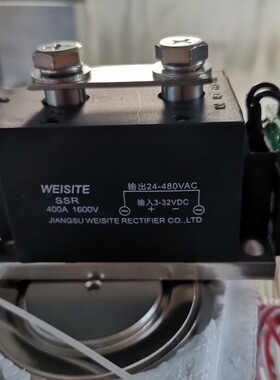 WEISITE
SSR
400A 1600V
输出24-480VAC
输入3-32VDC
+ −
JIANGSU WEISITE RECTIFIER CO.,LTD